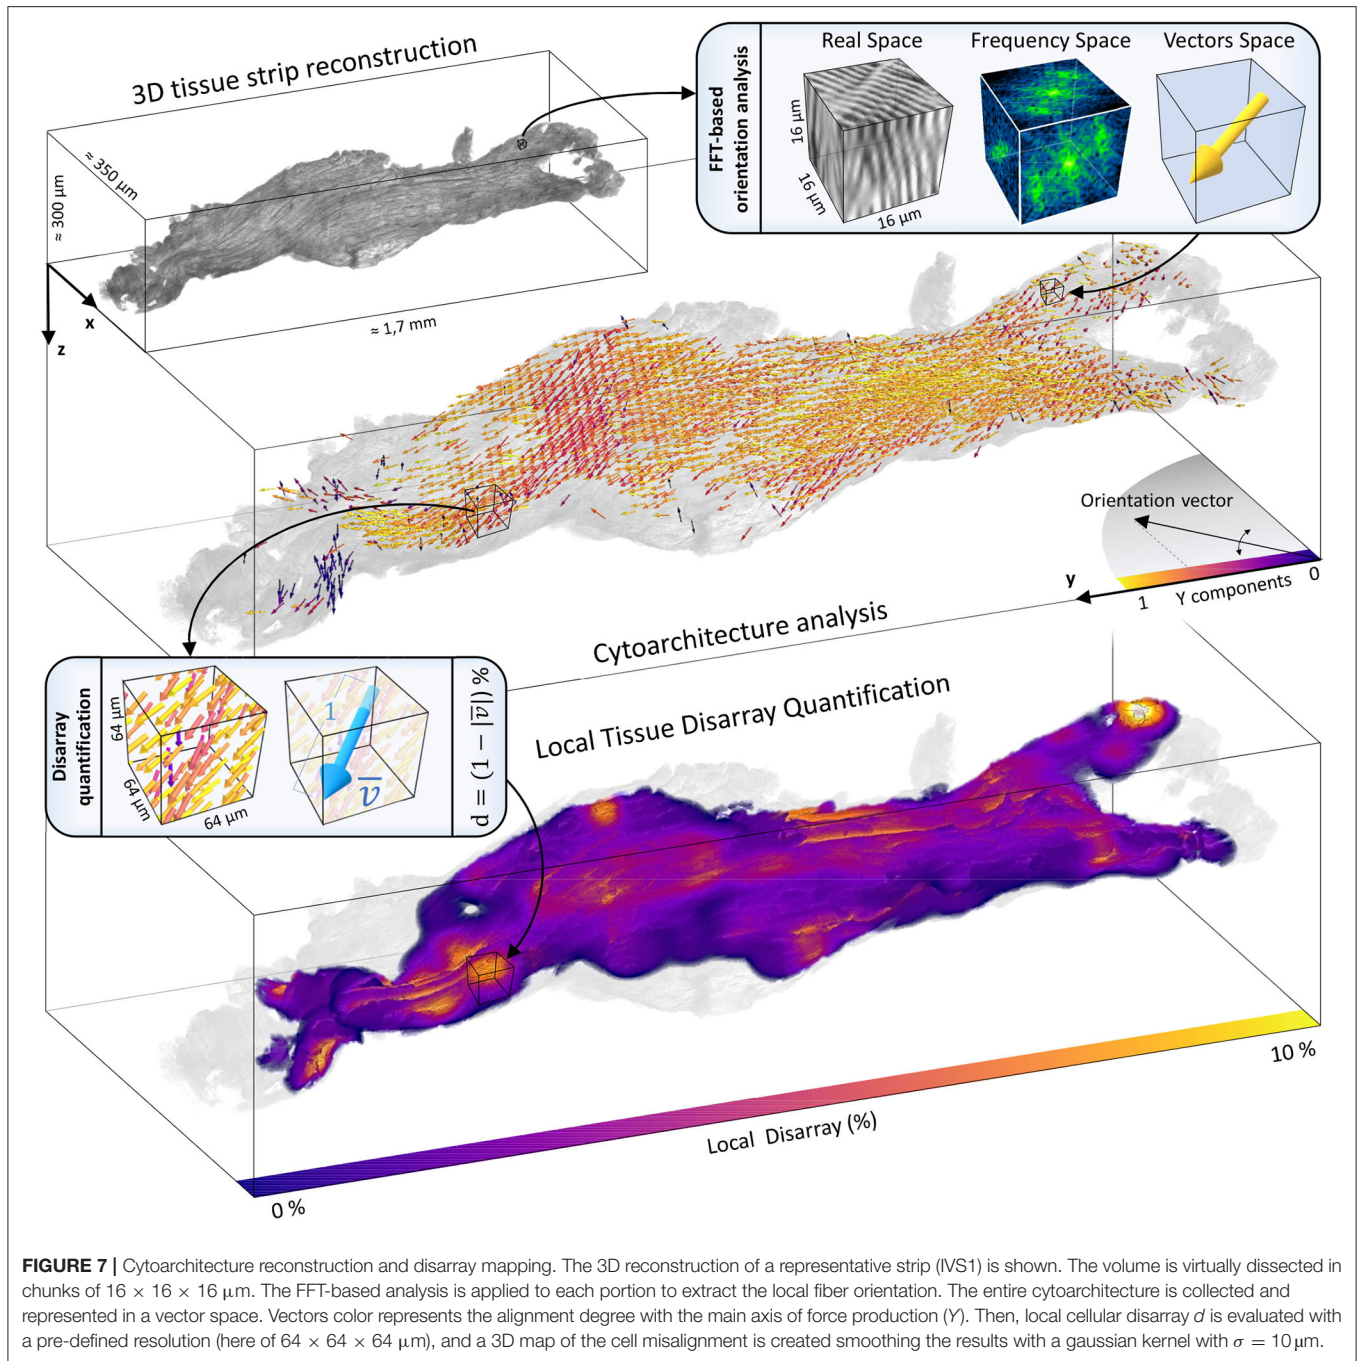 3D tissue strip reconstruction
≈ 350 µm
≈ 300 µm
≈ 1,7 mm
x
z
FFT-based
orientation analysis
Real Space
Frequency Space
Vectors Space
16 µm
16 µm
16 µm
Orientation vector
y
1
Y components
0
Cytoarchitecture analysis
Disarray
quantification
64 µm
64 µm
64 µm
1
v̅
d = (1 − |v̅|) %
Local Tissue Disarray Quantification
0 %
Local Disarray (%)
10 %
FIGURE 7 | Cytoarchitecture reconstruction and disarray mapping. The 3D reconstruction of a representative strip (IVS1) is shown. The volume is virtually dissected in
chunks of 16 × 16 × 16 µm. The FFT-based analysis is applied to each portion to extract the local fiber orientation. The entire cytoarchitecture is collected and
represented in a vector space. Vectors color represents the alignment degree with the main axis of force production (Y). Then, local cellular disarray d is evaluated with
a pre-defined resolution (here of 64 × 64 × 64 µm), and a 3D map of the cell misalignment is created smoothing the results with a gaussian kernel with σ = 10 µm.